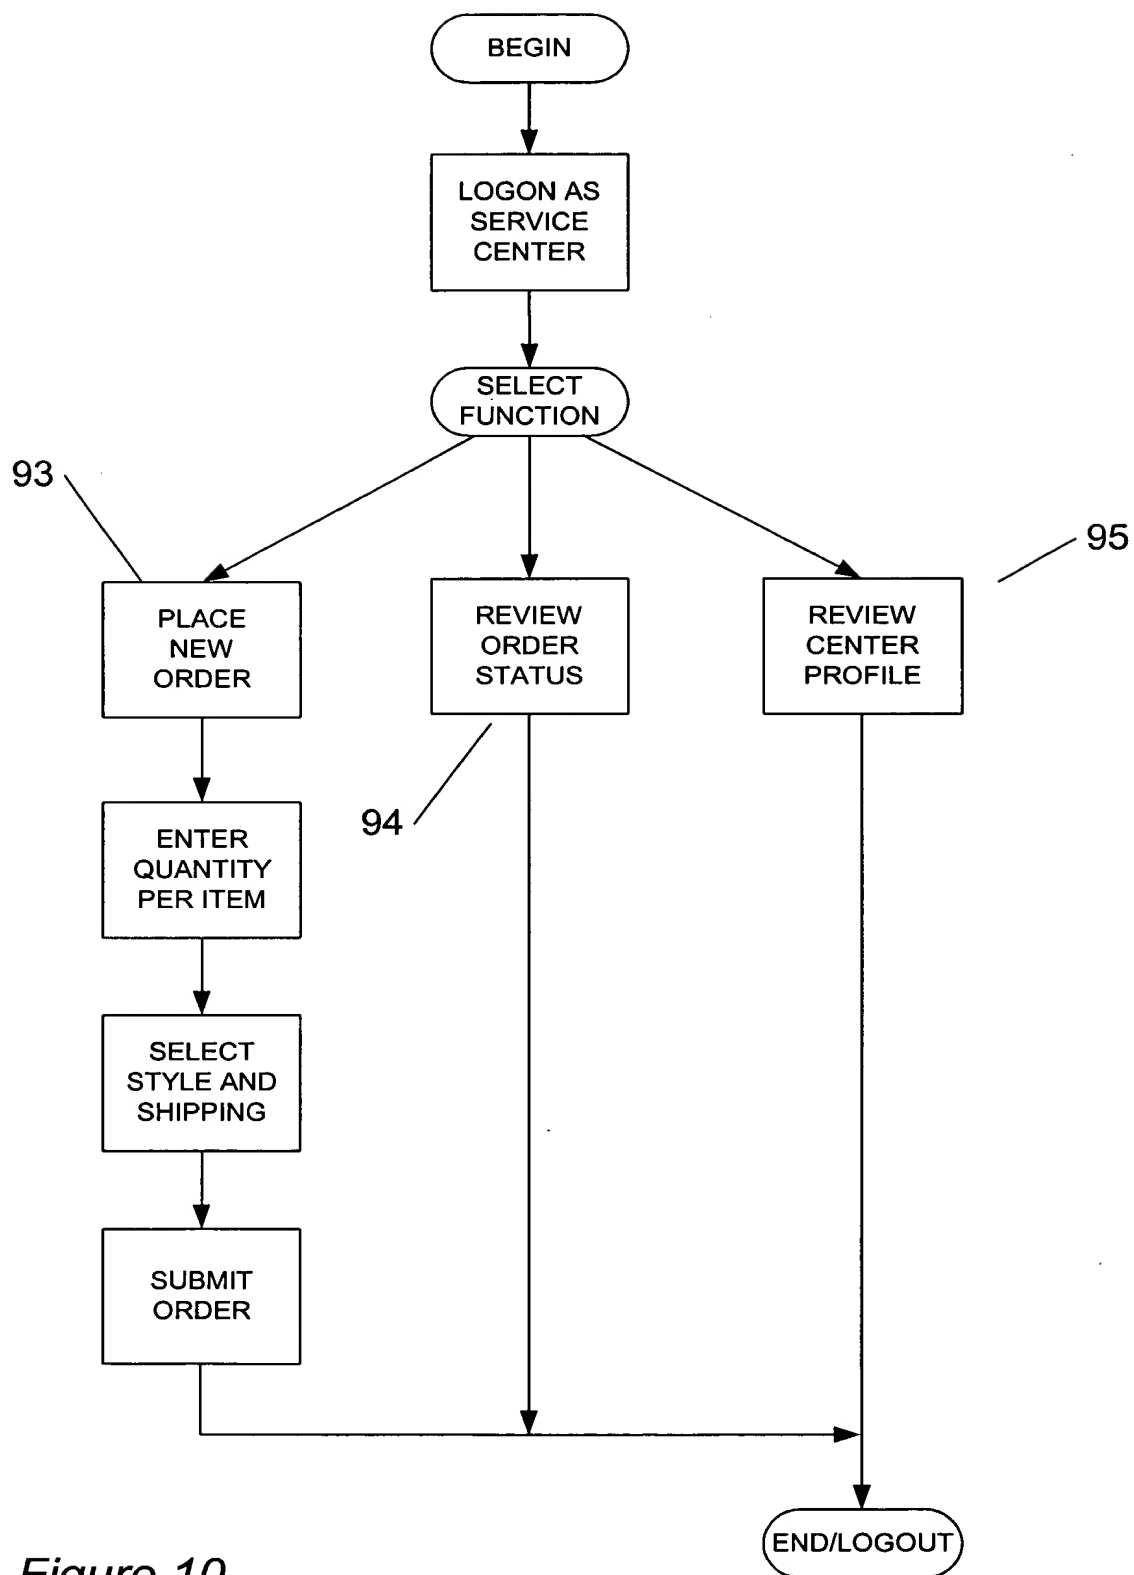 BEGIN
LOGON AS
SERVICE
CENTER
SELECT
FUNCTION
93
95
PLACE
NEW
ORDER
REVIEW
ORDER
STATUS
REVIEW
CENTER
PROFILE
94
ENTER
QUANTITY
PER ITEM
SELECT
STYLE AND
SHIPPING
SUBMIT
ORDER
END/LOGOUT
Figure 10